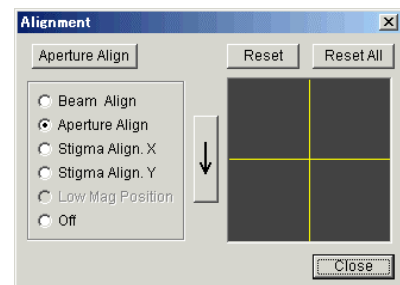 Alignment
Aperture Align
Reset
Reset All
Beam Align
Aperture Align
Stigma Align. X
Stigma Align. Y
Low Mag Position
Off
Close